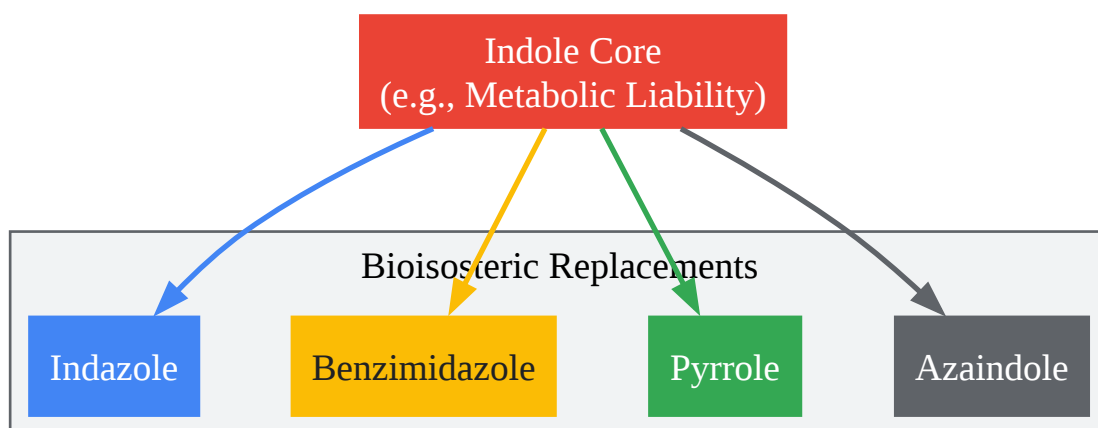 Indole Core
(e.g., Metabolic Liability)
Bioisosteric Replacements
Indazole
Benzimidazole
Pyrrole
Azaindole